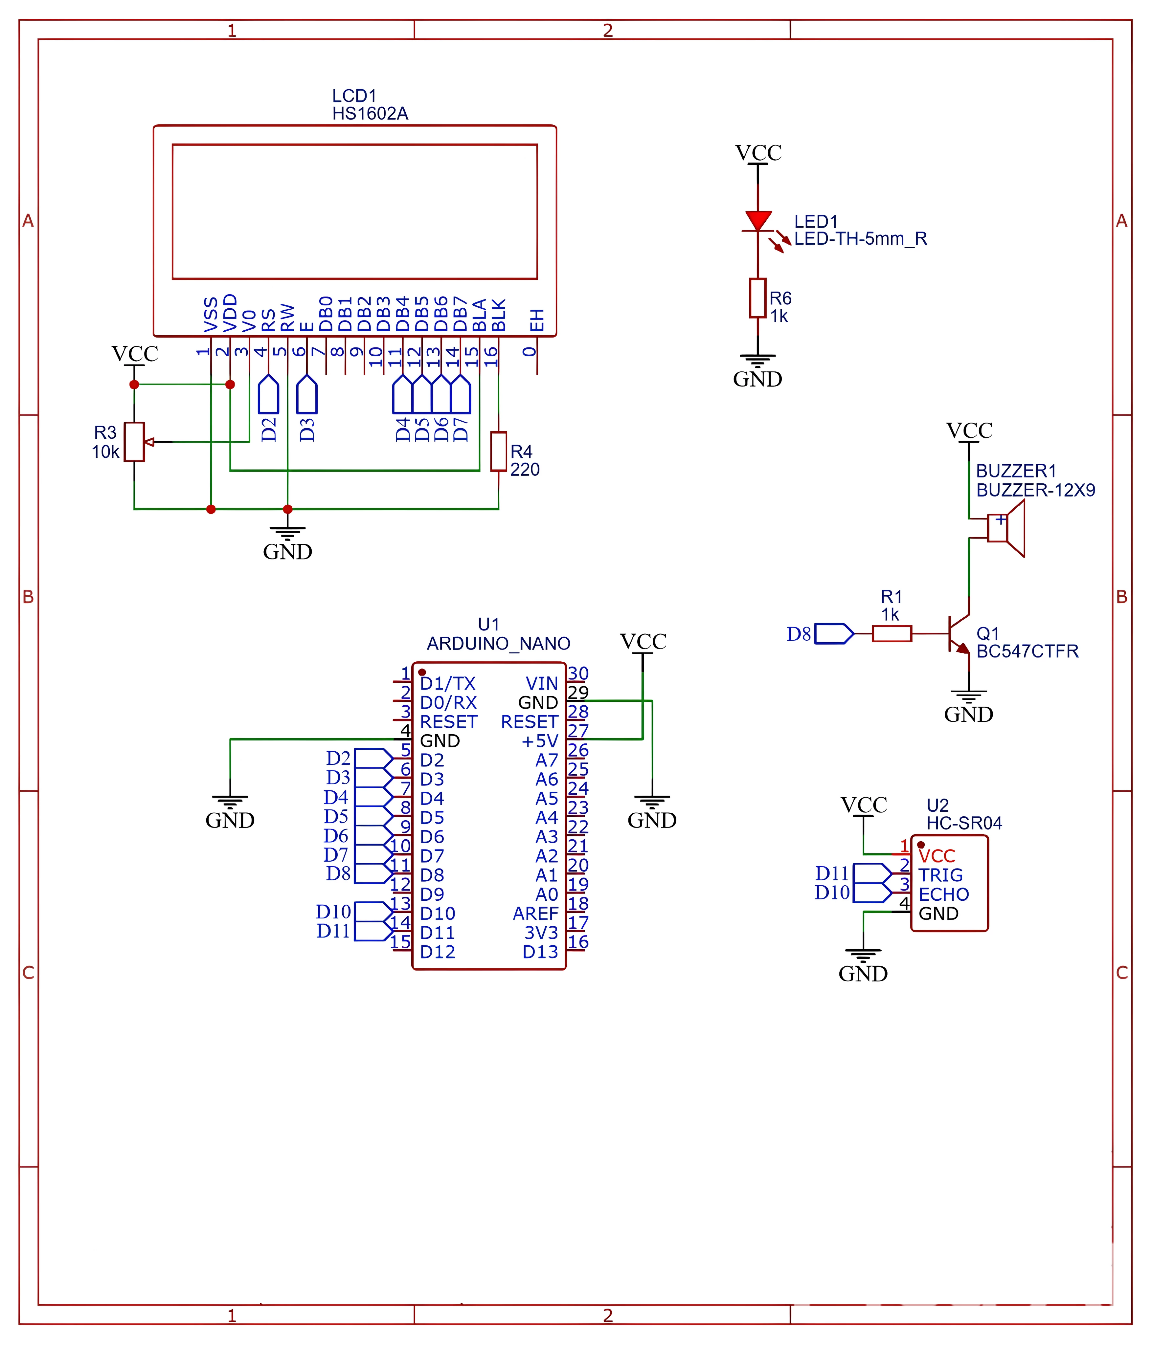 1
2
A
A
B
B
C
C
1
2
LCD1
HS1602A
VSS
VDD
V0
RS
RW
E
DB0
DB1
DB2
DB3
DB4
DB5
DB6
DB7
BLA
BLK
EH
1
2
3
4
5
6
7
8
9
10
11
12
13
14
15
16
0
VCC
R3
10k
D2
D3
D4
D5
D6
D7
R4
220
GND
VCC
LED1
LED-TH-5mm_R
R6
1k
GND
VCC
BUZZER1
BUZZER-12X9
+
R1
1k
D8
Q1
BC547CTFR
GND
U1
ARDUINO_NANO
VCC
1 D1/TX VIN 30
2 D0/RX GND 29
3 RESET RESET 28
4 GND +5V 27
D2 5 D2 A7 26
D3 6 D3 A6 25
D4 7 D4 A5 24
D5 8 D5 A4 23
D6 9 D6 A3 22
D7 10 D7 A2 21
D8 11 D8 A1 20
12 D9 A0 19
D10 13 D10 AREF 18
D11 14 D11 3V3 17
15 D12 D13 16
GND
GND
VCC
U2
HC-SR04
1 VCC
D11 2 TRIG
D10 3 ECHO
4 GND
GND